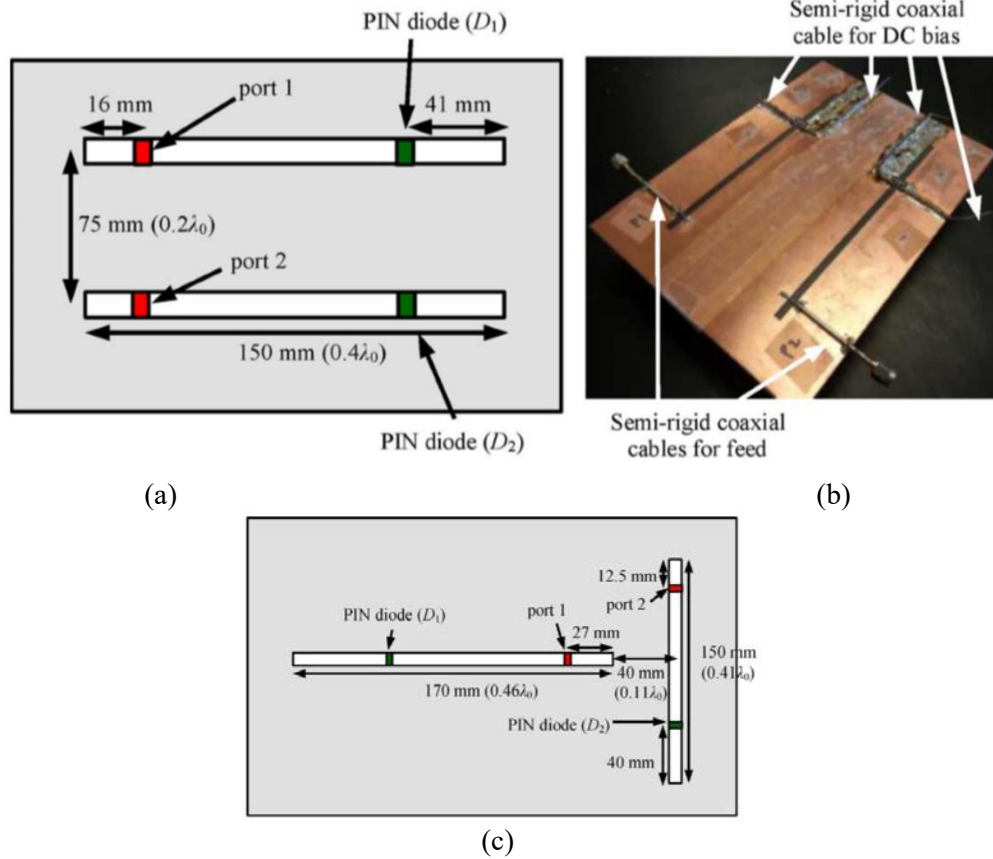 PIN diode (D₁)
16 mm
port 1
41 mm
75 mm (0.2λ₀)
port 2
150 mm (0.4λ₀)
PIN diode (D₂)
(a)
Semi-rigid coaxial
cable for DC bias
Semi-rigid coaxial
cables for feed
(b)
12.5 mm
port 2
PIN diode (D₁)
port 1
27 mm
150 mm
(0.41λ₀)
40 mm
(0.11λ₀)
170 mm (0.46λ₀)
PIN diode (D₂)
40 mm
(c)